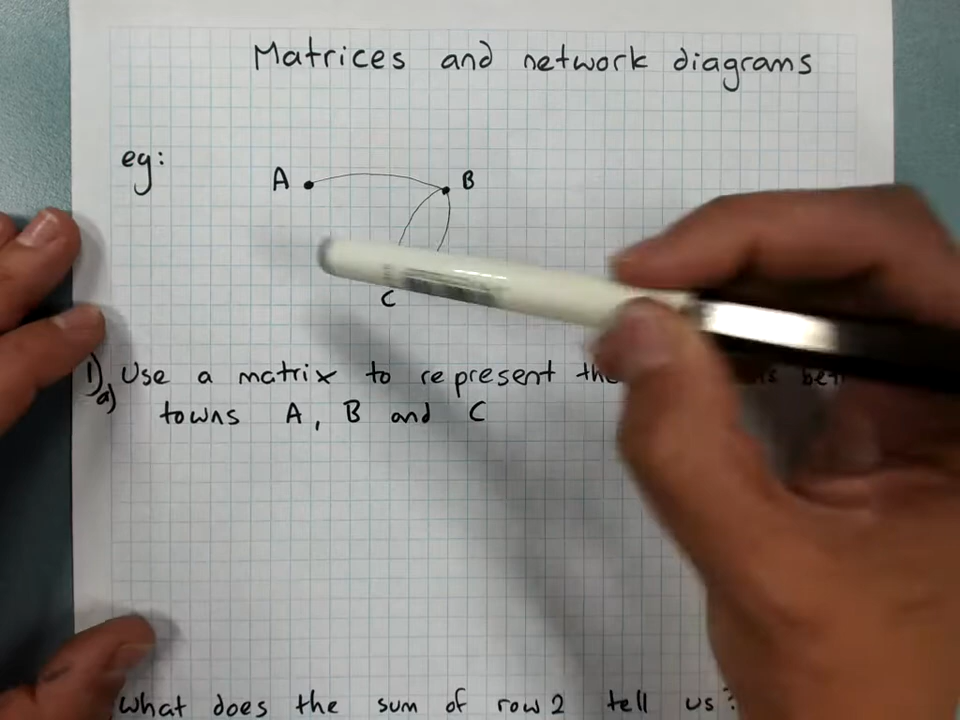 Matrices and network diagrams
eg:
A B
C
1) a) Use a matrix to represent
towns A, B and C
What does the sum of row 2 tell us?